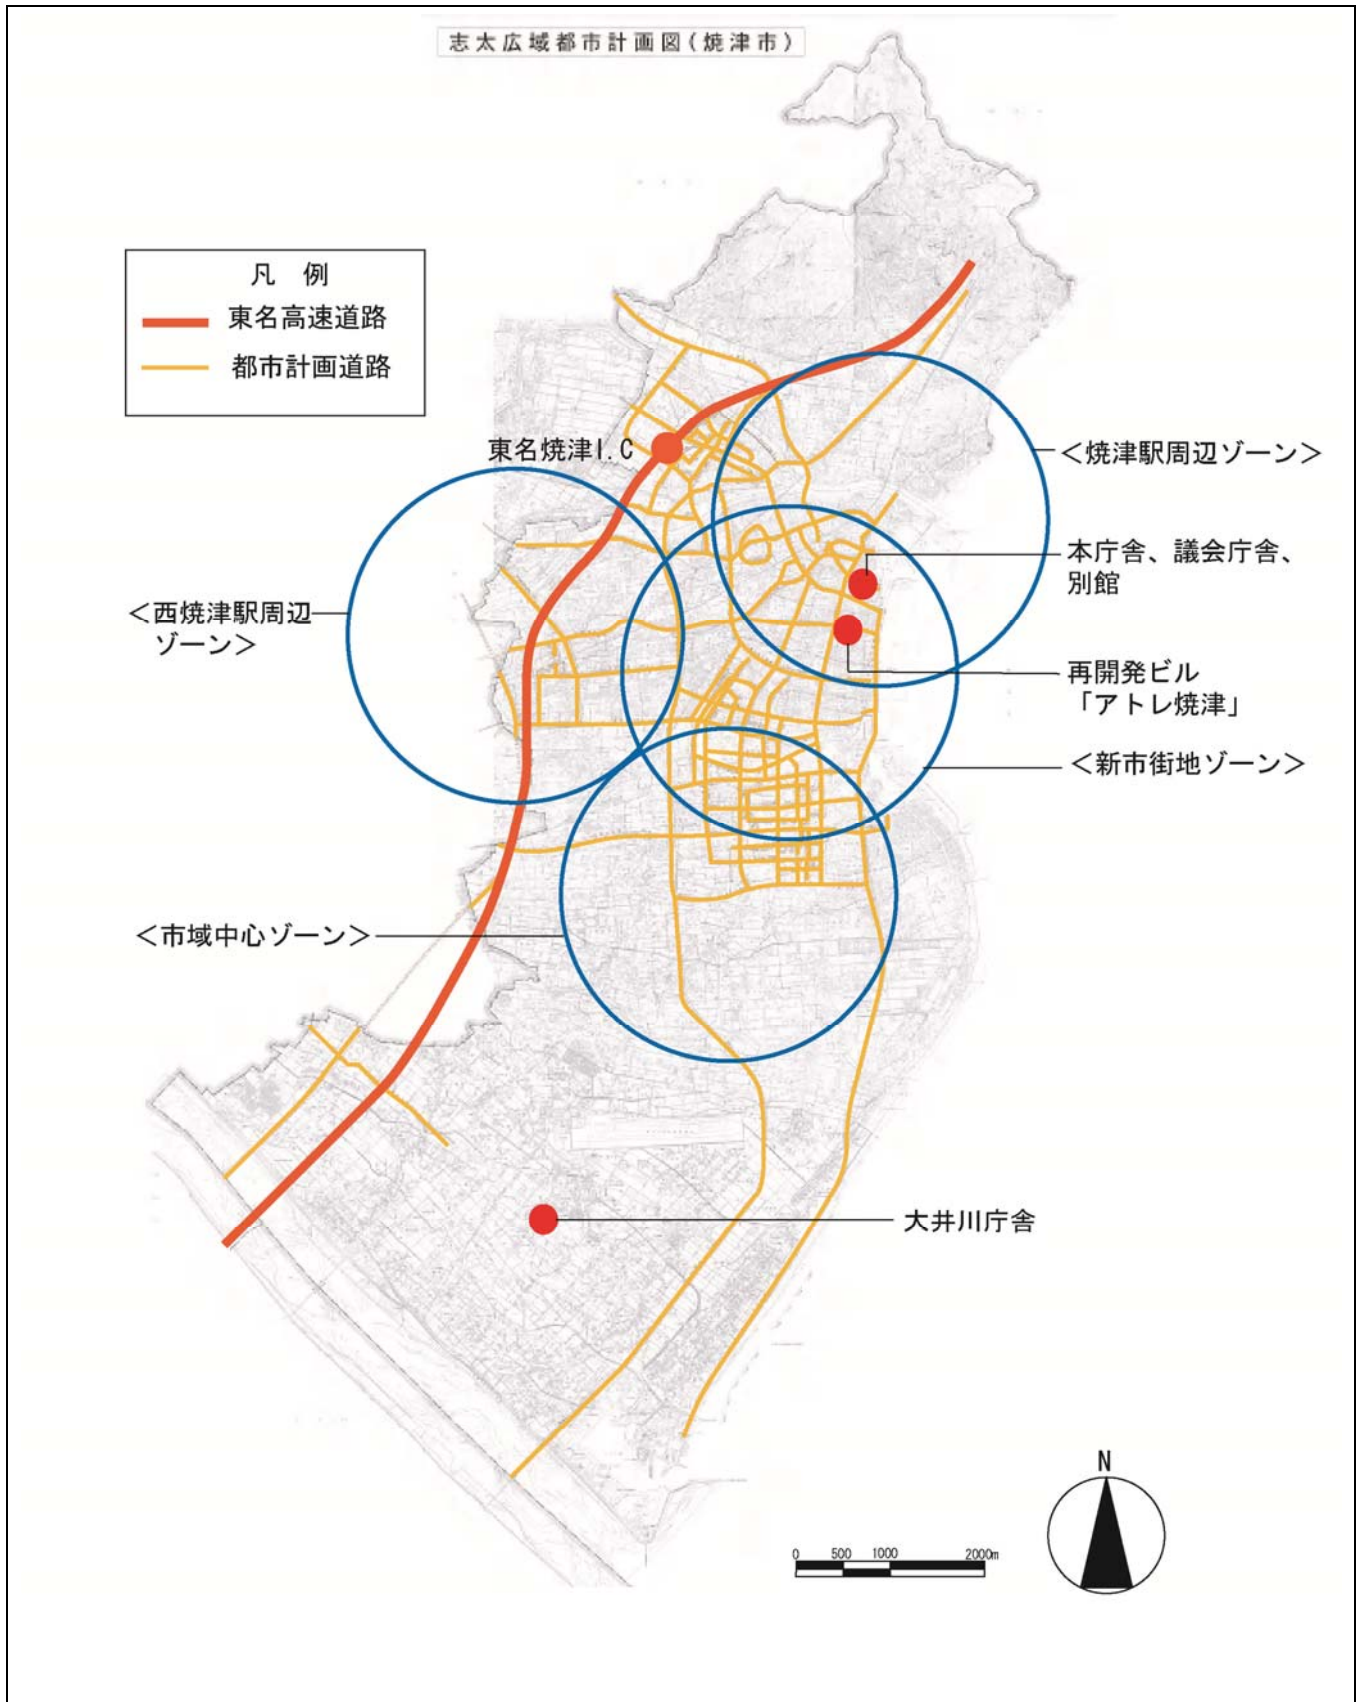 志太広域都市計画図(焼津市)
凡 例
東名高速道路
都市計画道路
東名焼津I.C
＜焼津駅周辺ゾーン＞
本庁舎、議会庁舎、
別館
＜西焼津駅周辺
ゾーン＞
再開発ビル
「アトレ焼津」
＜新市街地ゾーン＞
＜市域中心ゾーン＞
大井川庁舎
N
0 500 1000 2000m